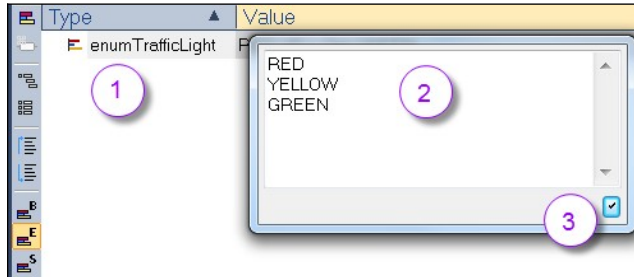 Type Value
enumTrafficLight
RED
YELLOW
GREEN
1
2
3
B
E
S